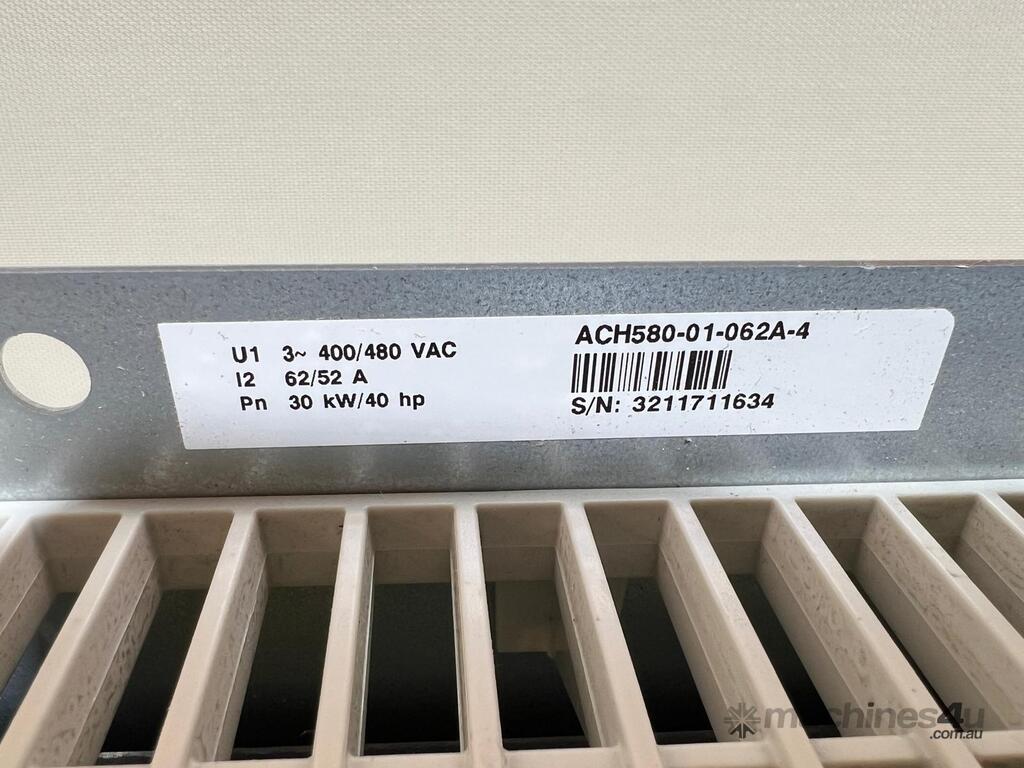 U1 3~ 400/480 VAC
I2 62/52 A
Pn 30 kW/40 hp
ACH580-01-062A-4
S/N: 3211711634
machines4u
.com.au